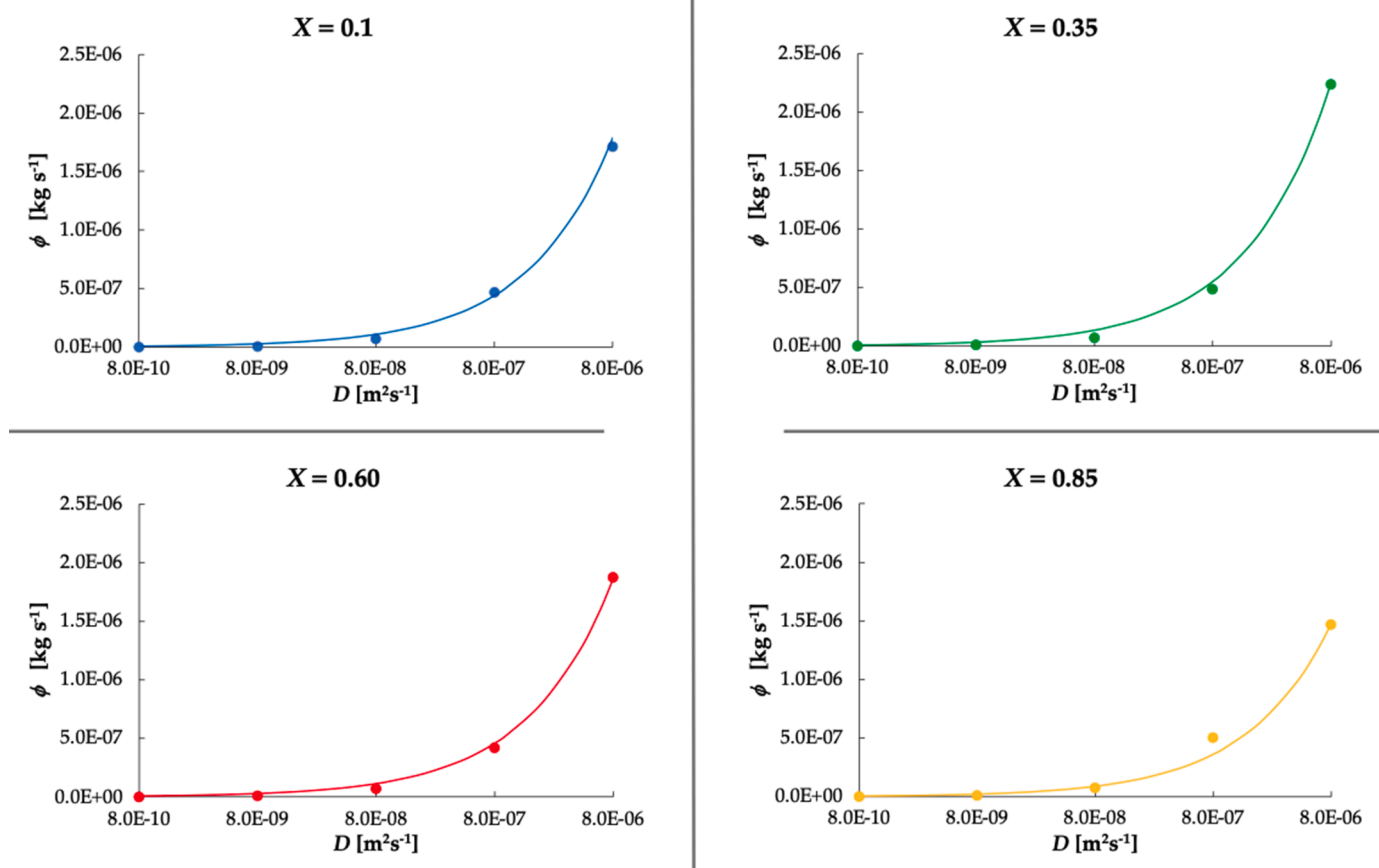 X = 0.1
2.5E-06
2.0E-06
1.5E-06
1.0E-06
5.0E-07
0.0E+00
ϕ [kg s⁻¹]
8.0E-10 8.0E-09 8.0E-08 8.0E-07 8.0E-06
D [m²s⁻¹]
X = 0.35
2.5E-06
2.0E-06
1.5E-06
1.0E-06
5.0E-07
0.0E+00
ϕ [kg s⁻¹]
8.0E-10 8.0E-09 8.0E-08 8.0E-07 8.0E-06
D [m²s⁻¹]
X = 0.60
2.5E-06
2.0E-06
1.5E-06
1.0E-06
5.0E-07
0.0E+00
ϕ [kg s⁻¹]
8.0E-10 8.0E-09 8.0E-08 8.0E-07 8.0E-06
D [m²s⁻¹]
X = 0.85
2.5E-06
2.0E-06
1.5E-06
1.0E-06
5.0E-07
0.0E+00
ϕ [kg s⁻¹]
8.0E-10 8.0E-09 8.0E-08 8.0E-07 8.0E-06
D [m²s⁻¹]